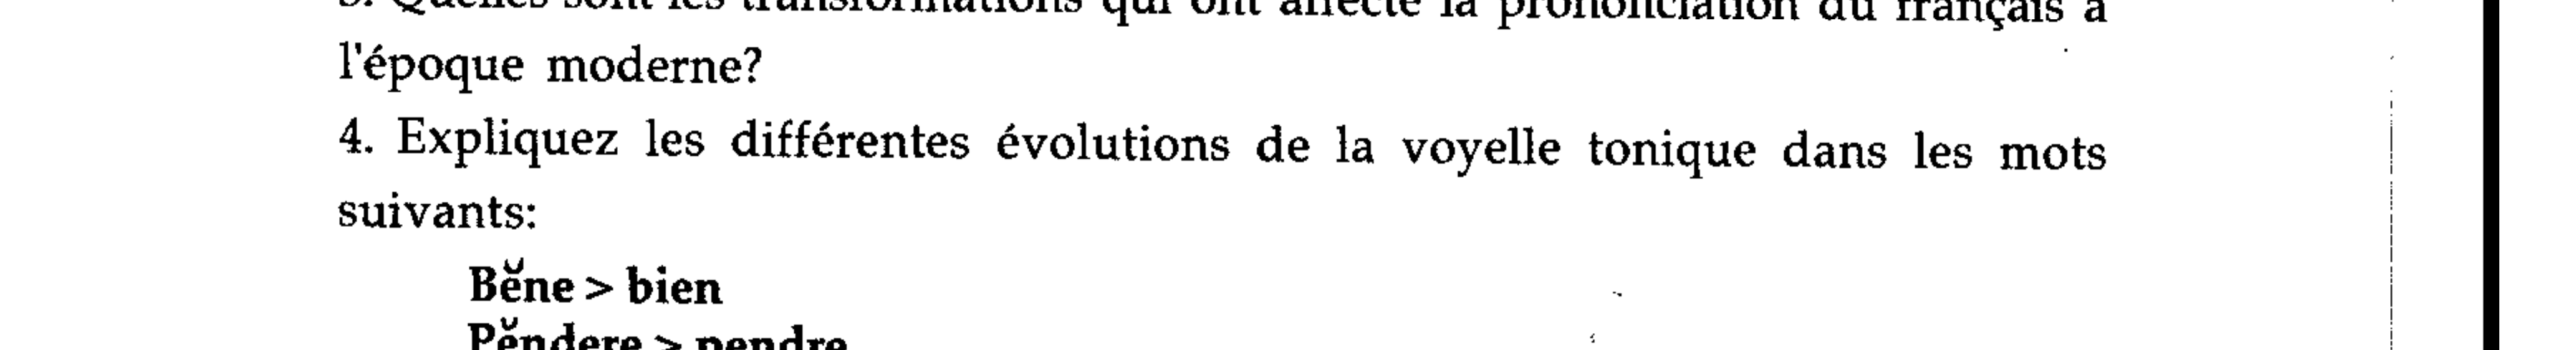 3. Quelles sont les transformations qui ont affecté la prononciation du français à
l'époque moderne?
4. Expliquez les différentes évolutions de la voyelle tonique dans les mots
suivants:
Bĕne > bien
Pĕndere > pendre